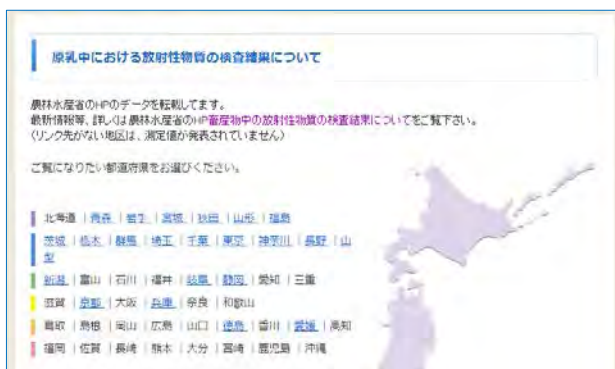 原乳中における放射性物質の検査結果について
農林水産省のHPのデータを転載してます。
最新情報等、詳しくは農林水産省のHP畜産物中の放射性物質の検査結果についてをご覧下さい。
(リンク先がない地区は、測定値が発表されていません)
ご覧になりたい都道府県をお選びください。
北海道 | 青森 | 岩手 | 宮城 | 秋田 | 山形 | 福島
茨城 | 栃木 | 群馬 | 埼玉 | 千葉 | 東京 | 神奈川 | 長野 | 山
梨
新潟 | 富山 | 石川 | 福井 | 岐阜 | 静岡 | 愛知 | 三重
滋賀 | 京都 | 大阪 | 兵庫 | 奈良 | 和歌山
鳥取 | 島根 | 岡山 | 広島 | 山口 | 徳島 | 香川 | 愛媛 | 高知
福岡 | 佐賀 | 長崎 | 熊本 | 大分 | 宮崎 | 鹿児島 | 沖縄